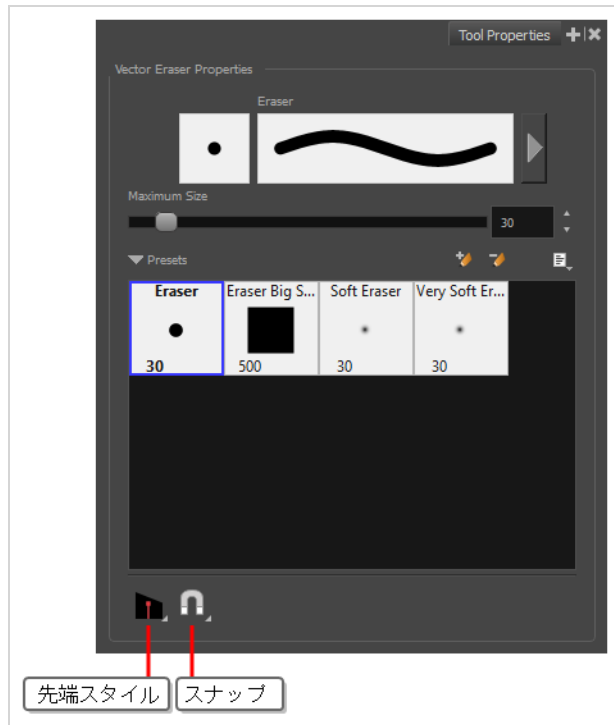 Tool Properties
Vector Eraser Properties
Eraser
Maximum Size
30
Presets
Eraser
Eraser Big S...
Soft Eraser
Very Soft Er...
30
500
30
30
先端スタイル
スナップ